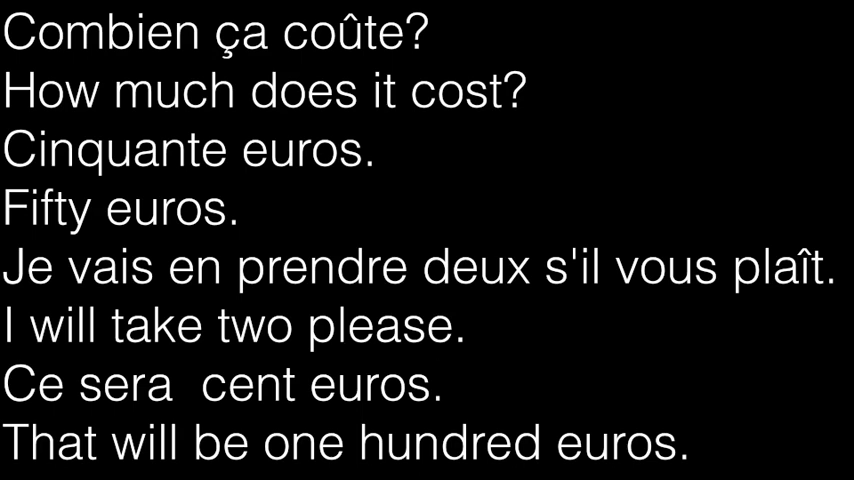 Combien ça coûte?
How much does it cost?
Cinquante euros.
Fifty euros.
Je vais en prendre deux s'il vous plaît.
I will take two please.
Ce sera  cent euros.
That will be one hundred euros.